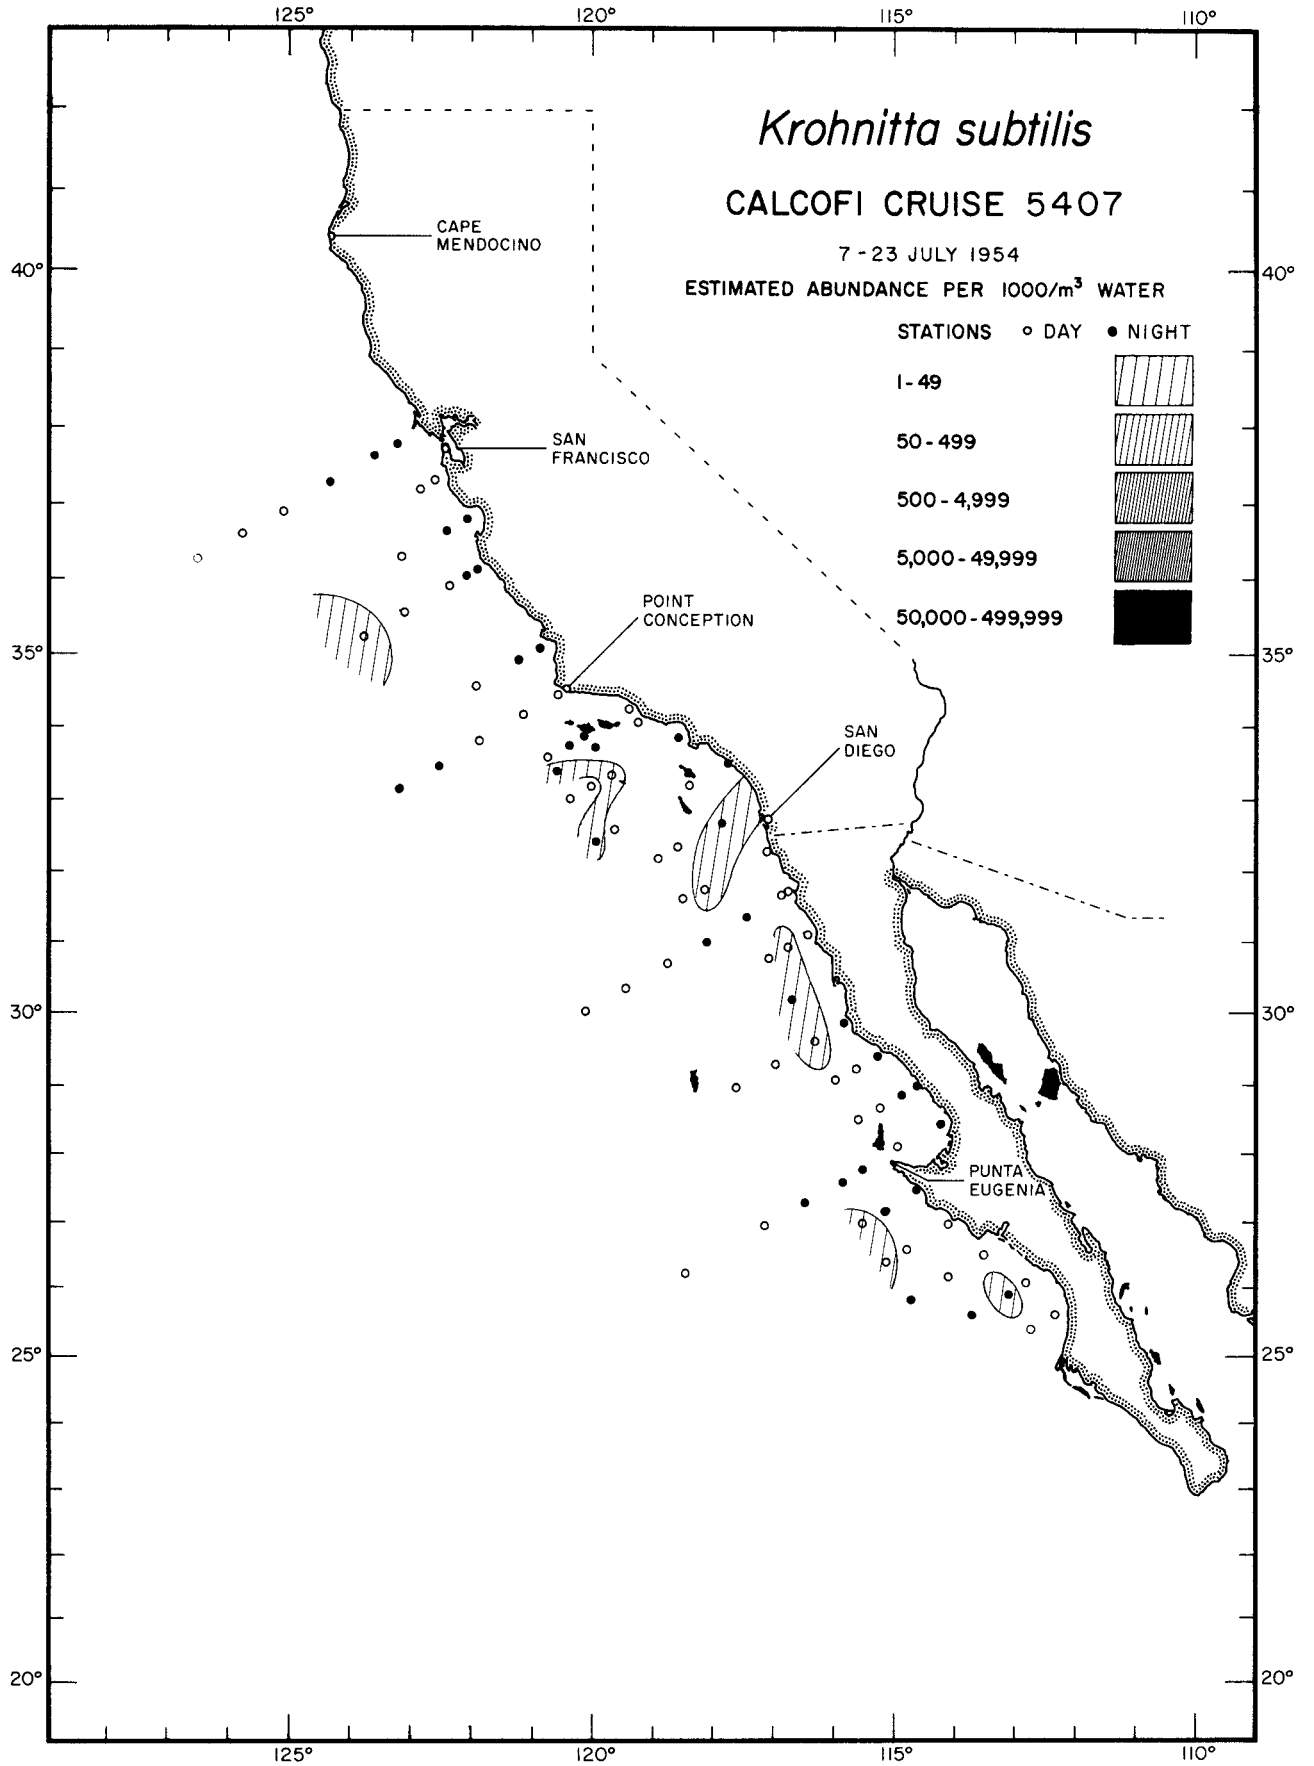 125° 120° 115° 110°
Krohnitta subtilis
CALCOFI CRUISE 5407
7-23 JULY 1954
ESTIMATED ABUNDANCE PER 1000/m³ WATER
STATIONS ○ DAY ● NIGHT
1-49
50-499
500-4,999
5,000-49,999
50,000-499,999
CAPE
MENDOCINO
40° 40°
SAN
FRANCISCO
POINT
CONCEPTION
35° 35°
SAN
DIEGO
30° 30°
PUNTA
EUGENIA
25° 25°
20° 20°
125° 120° 115° 110°